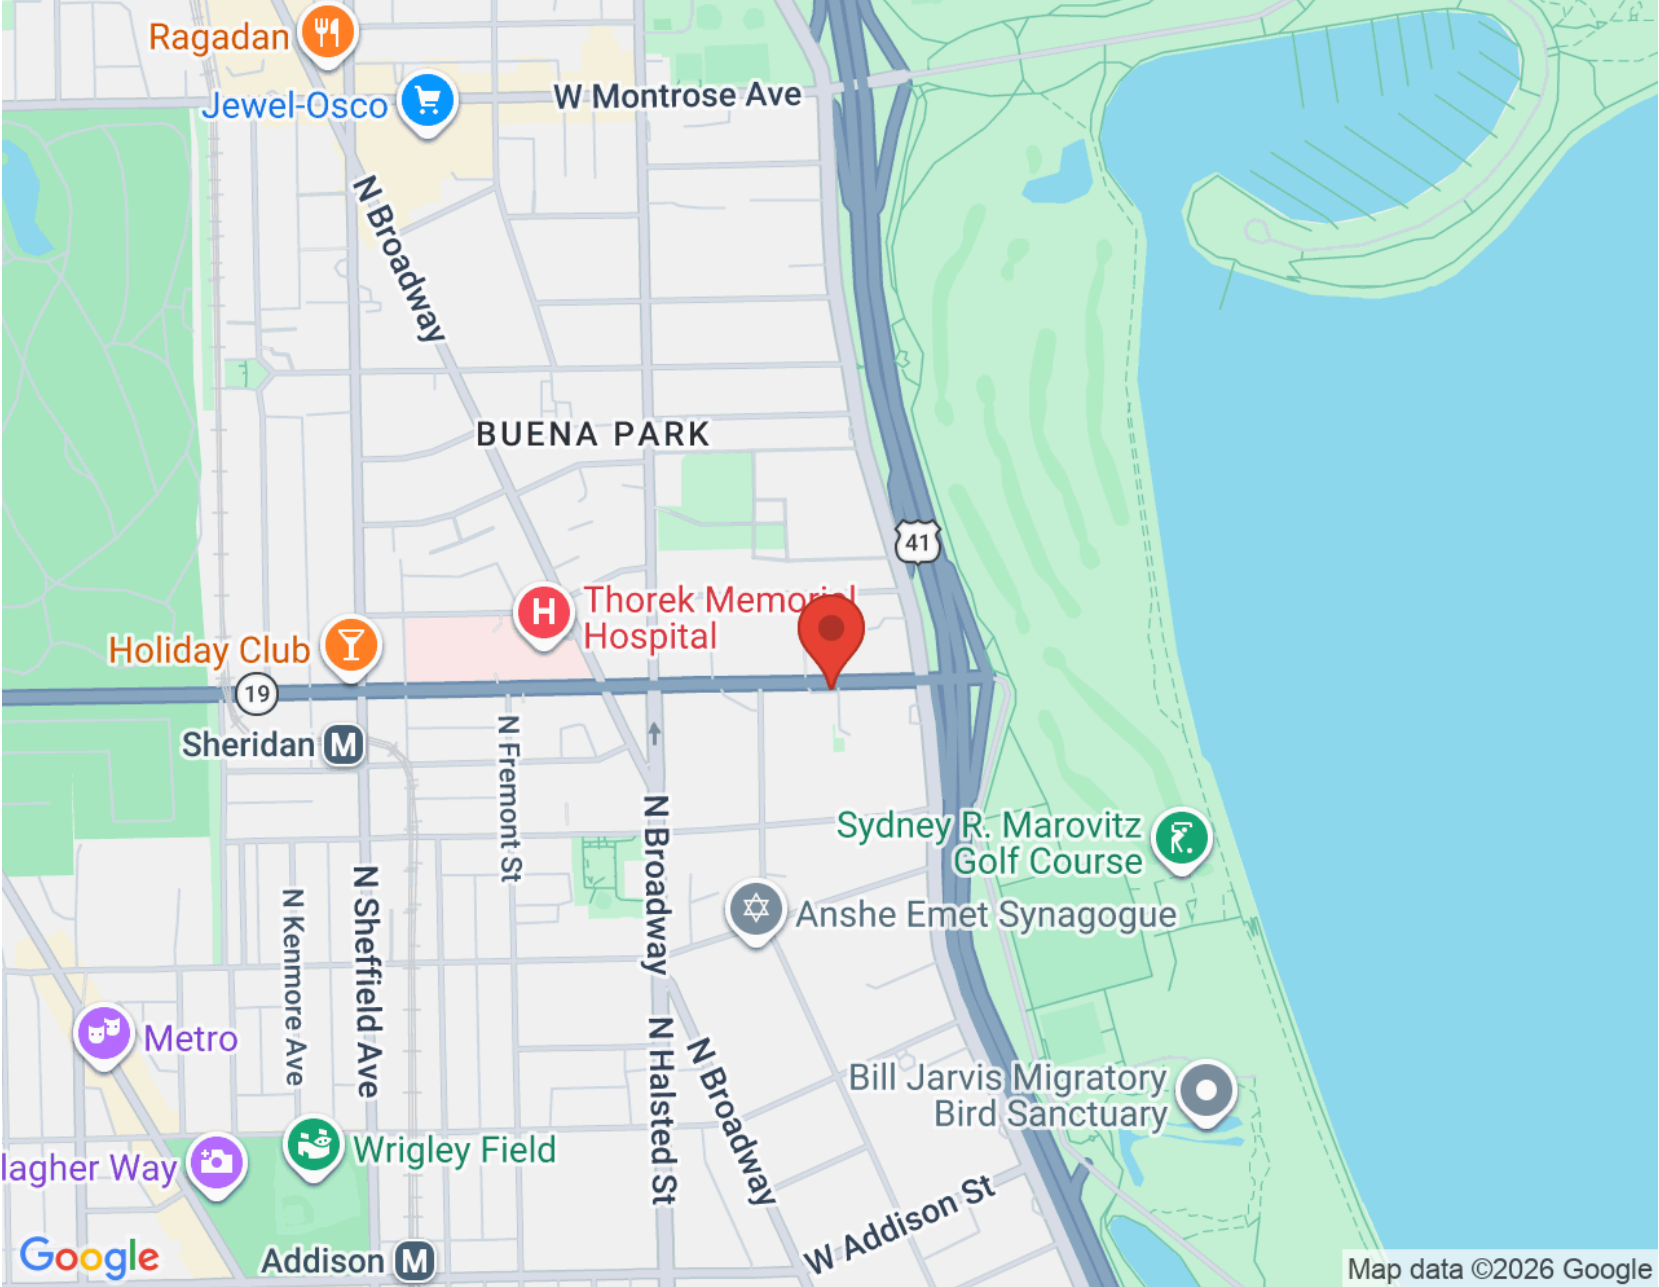 Ragadan
Jewel-Osco
W Montrose Ave
N Broadway
BUENA PARK
41
Thorek Memorial
Hospital
H
Holiday Club
19
Sheridan M
N Fremont St
N Broadway
Sydney R. Marovitz
Golf Course
N Kenmore Ave
N Sheffield Ave
Anshe Emet Synagogue
Metro
N Halsted St
N Broadway
Bill Jarvis Migratory
Bird Sanctuary
Wrigley Field
lagher Way
W Addison St
Google
Addison M
Map data ©2026 Google